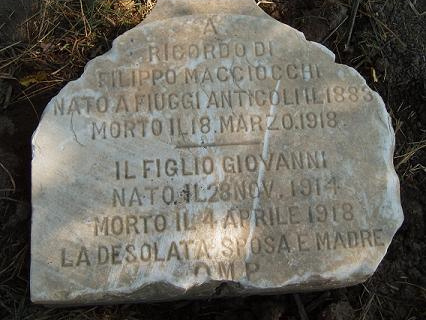 A
RICORDO DI
FILIPPO MACCIOCCHI
NATO A FIUGGI ANTICOLI IL 1883
MORTO IL 18. MARZO. 1918.
IL FIGLIO GIOVANNI
NATO IL 28 NOV. 1914
MORTO IL 4 APRILE 1918
LA DESOLATA SPOSA E MADRE
Q.M.P.